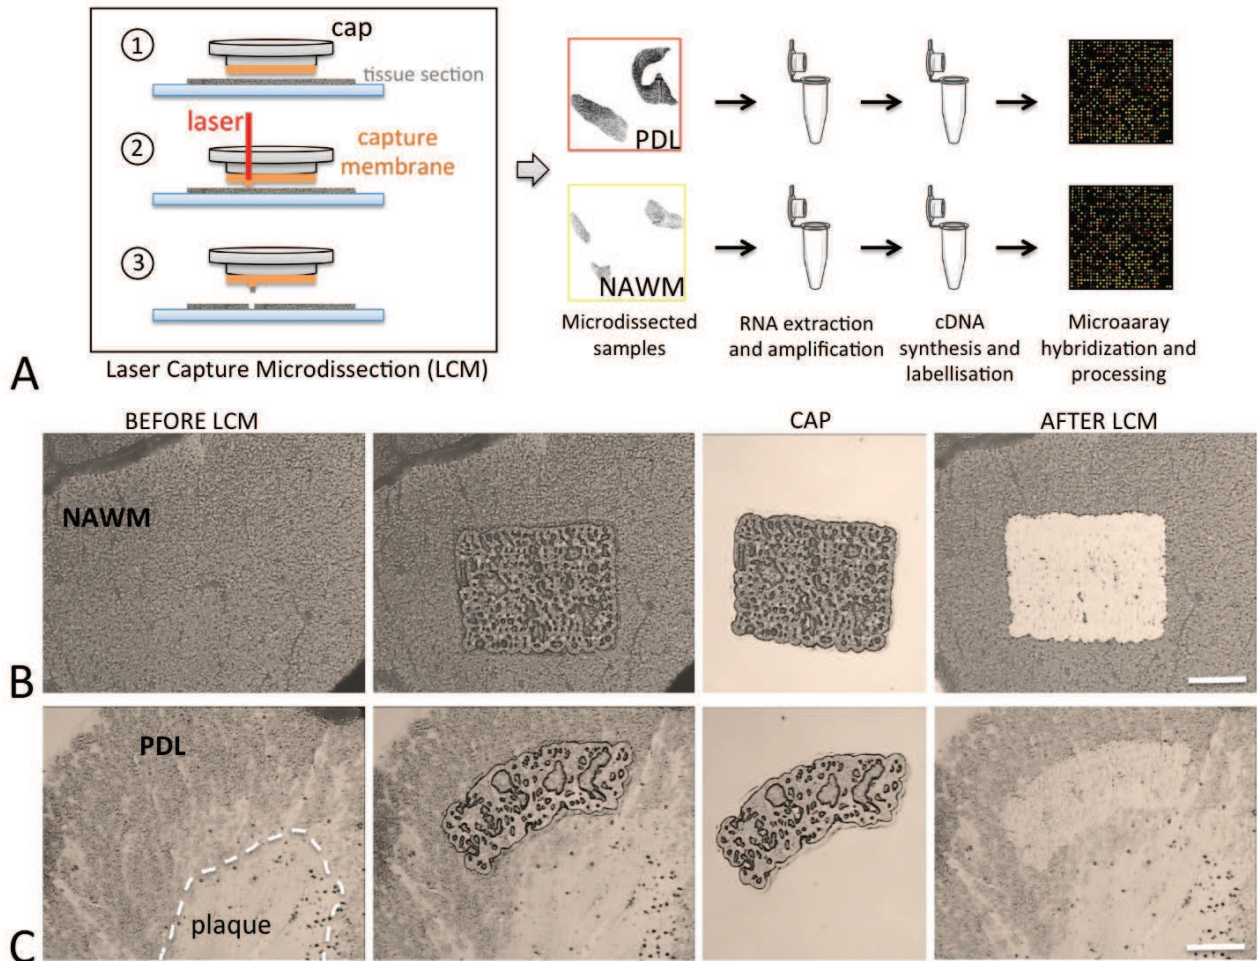 1
cap
tissue section
laser
2
capture
membrane
3
Laser Capture Microdissection (LCM)
PDL
NAWM
Microdissected
samples
RNA extraction
and amplification
cDNA
synthesis and
labellisation
Microaaray
hybridization and
processing
A
BEFORE LCM
CAP
AFTER LCM
NAWM
B
PDL
plaque
C